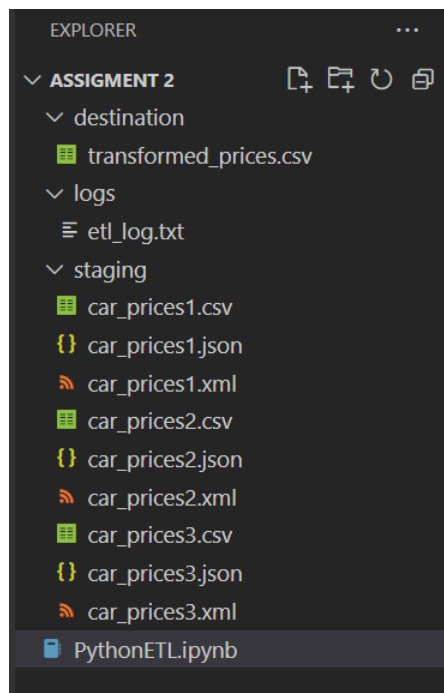 EXPLORER
ASSIGMENT 2
destination
transformed_prices.csv
logs
etl_log.txt
staging
car_prices1.csv
car_prices1.json
car_prices1.xml
car_prices2.csv
car_prices2.json
car_prices2.xml
car_prices3.csv
car_prices3.json
car_prices3.xml
PythonETL.ipynb